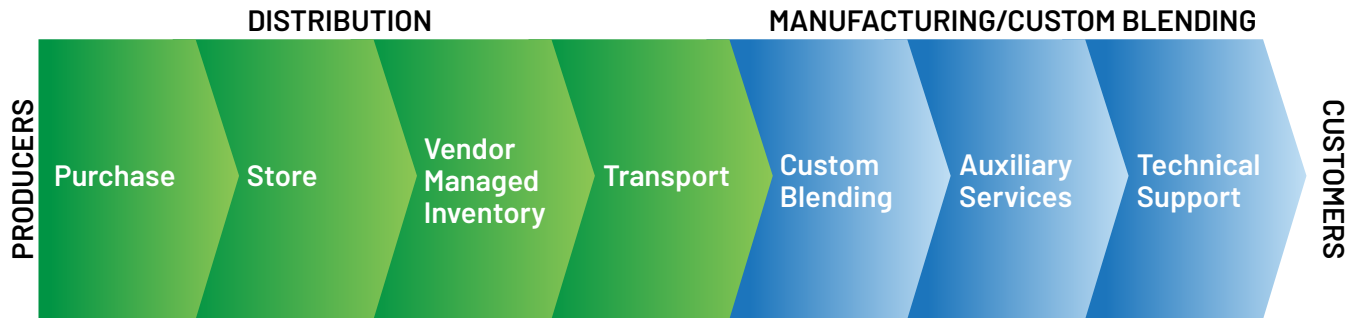 DISTRIBUTION
MANUFACTURING/CUSTOM BLENDING
PRODUCERS
Purchase
Store
Vendor
Managed
Inventory
Transport
Custom
Blending
Auxiliary
Services
Technical
Support
CUSTOMERS